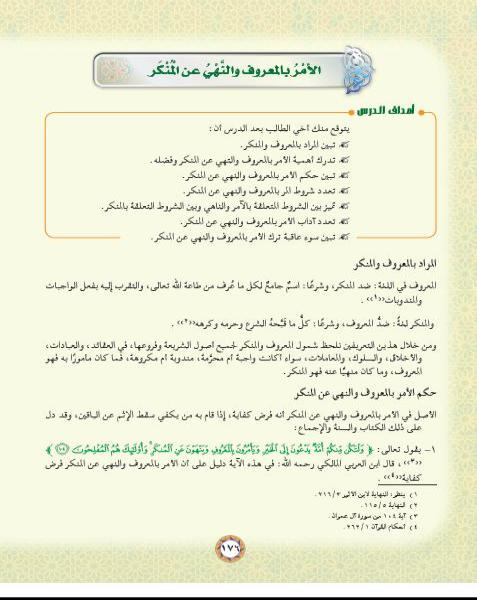 الأمْرُ بالمعروف والنَّهْيُ عن المُنْكَر
أهداف الدرس
يتوقع منك أخي الطالب بعد الدرس أن:
تبين المراد بالمعروف والمنكر.
تدرك أهمية الأمر بالمعروف والنهي عن المنكر وفضله.
تبين حكم الأمر بالمعروف والنهي عن المنكر.
تعدد شروط المر بالمعروف والنهي عن المنكر.
تميز بين الشروط المتعلقة بالآمر والناهي وبين الشروط المتعلقة بالمنكر.
تعدد آداب الأمر بالمعروف والنهي عن المنكر.
تبين سوء عاقبة ترك الأمر بالمعروف والنهي عن المنكر.
المراد بالمعروف والمنكر
المعروف في اللغة: ضد المنكر، وشرعًا: اسمٌ جامعٌ لكل ما عُرف من طاعة الله تعالى، والتقرب إليه بفعل الواجبات
والمندوبات «١» .
والمنكر لغةً: ضدُّ المعروف، وشرعًا: كلُّ ما قَبَّحهُ الشرع وحرمه وكرهه «٢» .
ومن خلال هذين التعريفين نلحظ شمول المعروف والمنكر لجميع أصول الشريعة وفروعها، في العقائد، والعبادات،
والأخلاق، والسلوك، والمعاملات، سواء أكانت واجبة أم محرَّمة، مندوبة أم مكروهة، فما كان مأمورًا به فهو
المعروف، وما كان منهيًّا عنه فهو المنكر.
حكم الأمر بالمعروف والنهي عن المنكر
الأصل في الأمر بالمعروف والنهي عن المنكر أنه فرض كفاية، إذا قام به من يكفي سقط الإثم عن الباقين، وقد دل
على ذلك الكتاب والسنة والإجماع:
١– يقول تعالى: ﴿ وَلْتَكُن مِّنكُمْ أُمَّةٌ يَدْعُونَ إِلَى الْخَيْرِ وَيَأْمُرُونَ بِالْمَعْرُوفِ وَيَنْهَوْنَ عَنِ الْمُنكَرِ وَأُولَٰئِكَ هُمُ الْمُفْلِحُونَ (١٠٤) ﴾
«٣» ، قال ابن العربي المالكي رحمه الله: في هذه الآية دليل على أن الأمر بالمعروف والنهي عن المنكر فرض
كفاية «٤» .
١ ) ينظر: النهاية لابن الأثير ٢١٦/٣ .
٢ ) النهاية ١١٥/٥ .
٣ ) آية ١٠٤ من سورة آل عمران.
٤ ) أحكام القرآن ٢٦٢/١ .
١٧٦